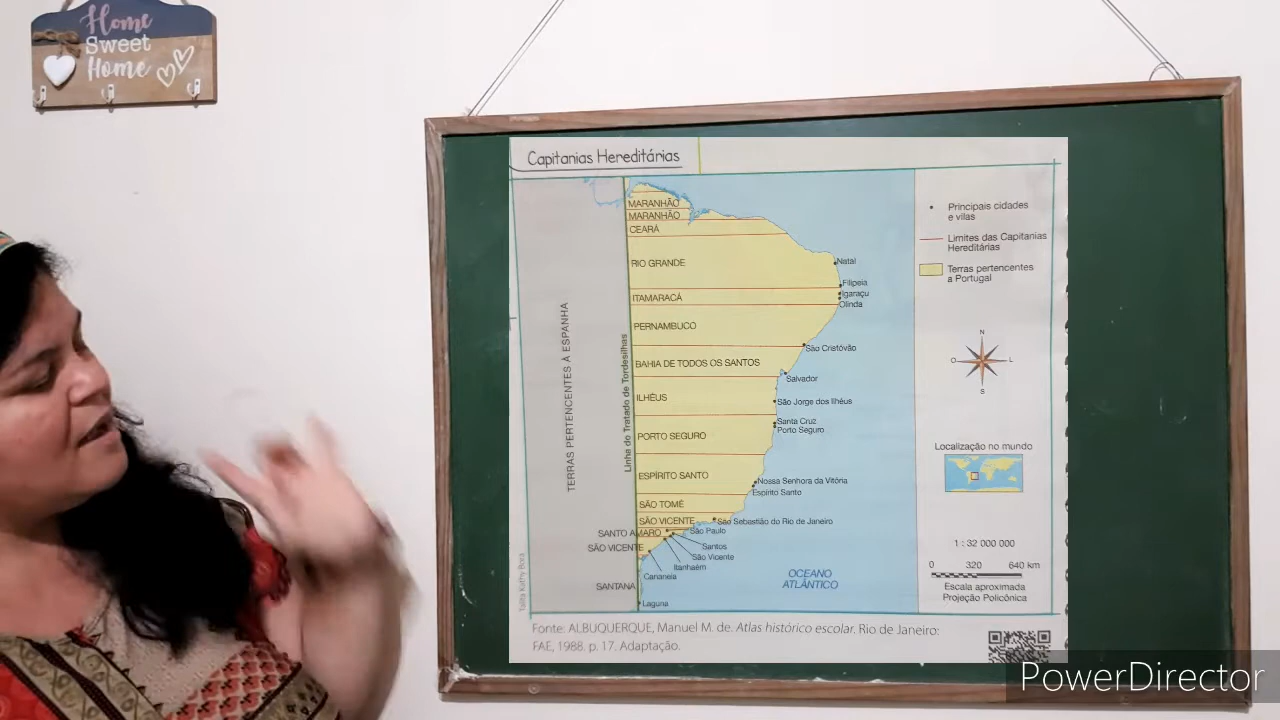 Home
Sweet
Home
Capitanias Hereditárias
MARANHÃO
MARANHÃO
CEARÁ
RIO GRANDE
ITAMARACÁ
PERNAMBUCO
BAHIA DE TODOS OS SANTOS
ILHÉUS
PORTO SEGURO
ESPÍRITO SANTO
SÃO TOMÉ
SÃO VICENTE
SANTO AMARO
SÃO VICENTE
SANTANA
TERRAS PERTENCENTES À ESPANHA
Linha do Tratado de Tordesilhas
Natal
Filipeia
Igaraçu
Olinda
São Cristóvão
Salvador
São Jorge dos Ilhéus
Santa Cruz
Porto Seguro
Nossa Senhora da Vitória
Espírito Santo
São Sebastião do Rio de Janeiro
São Paulo
Santos
São Vicente
Itanhaém
Cananeia
Laguna
OCEANO
ATLÂNTICO
Principais cidades
e vilas
Limites das Capitanias
Hereditárias
Terras pertencentes
a Portugal
N
O
L
S
Localização no mundo
1 : 32 000 000
0 320 640 km
Escala aproximada
Projeção Policônica
Talita Kathy Bora
Fonte: ALBUQUERQUE, Manuel M. de. Atlas histórico escolar. Rio de Janeiro:
FAE, 1988. p. 17. Adaptação.
PowerDirector